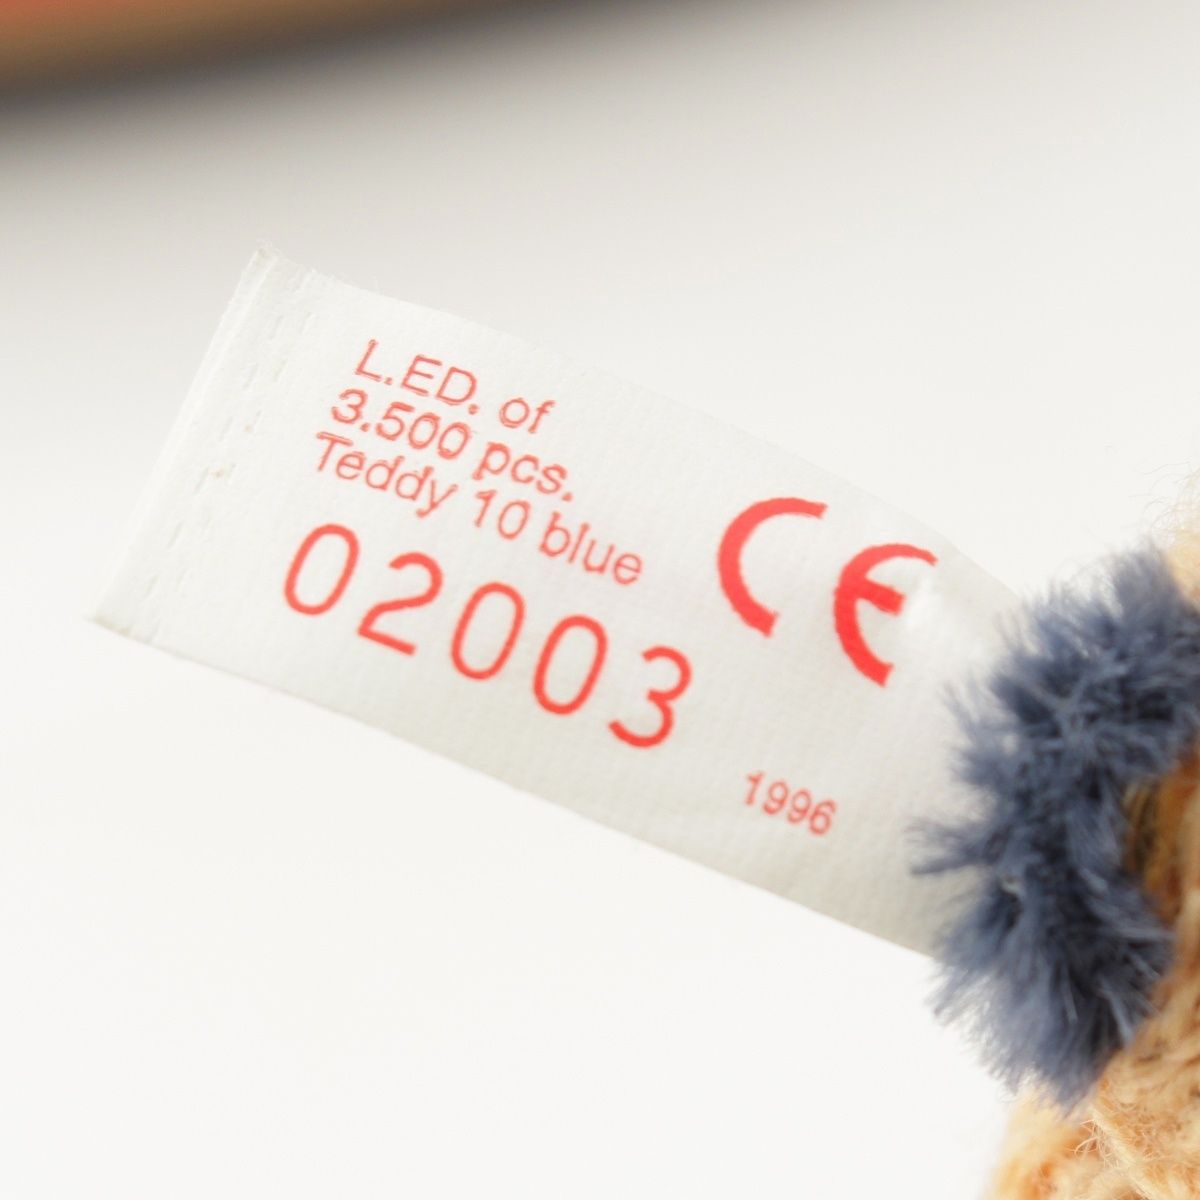 L.ED. of
3.500 pcs.
Teddy 10 blue
02003
CE
1996